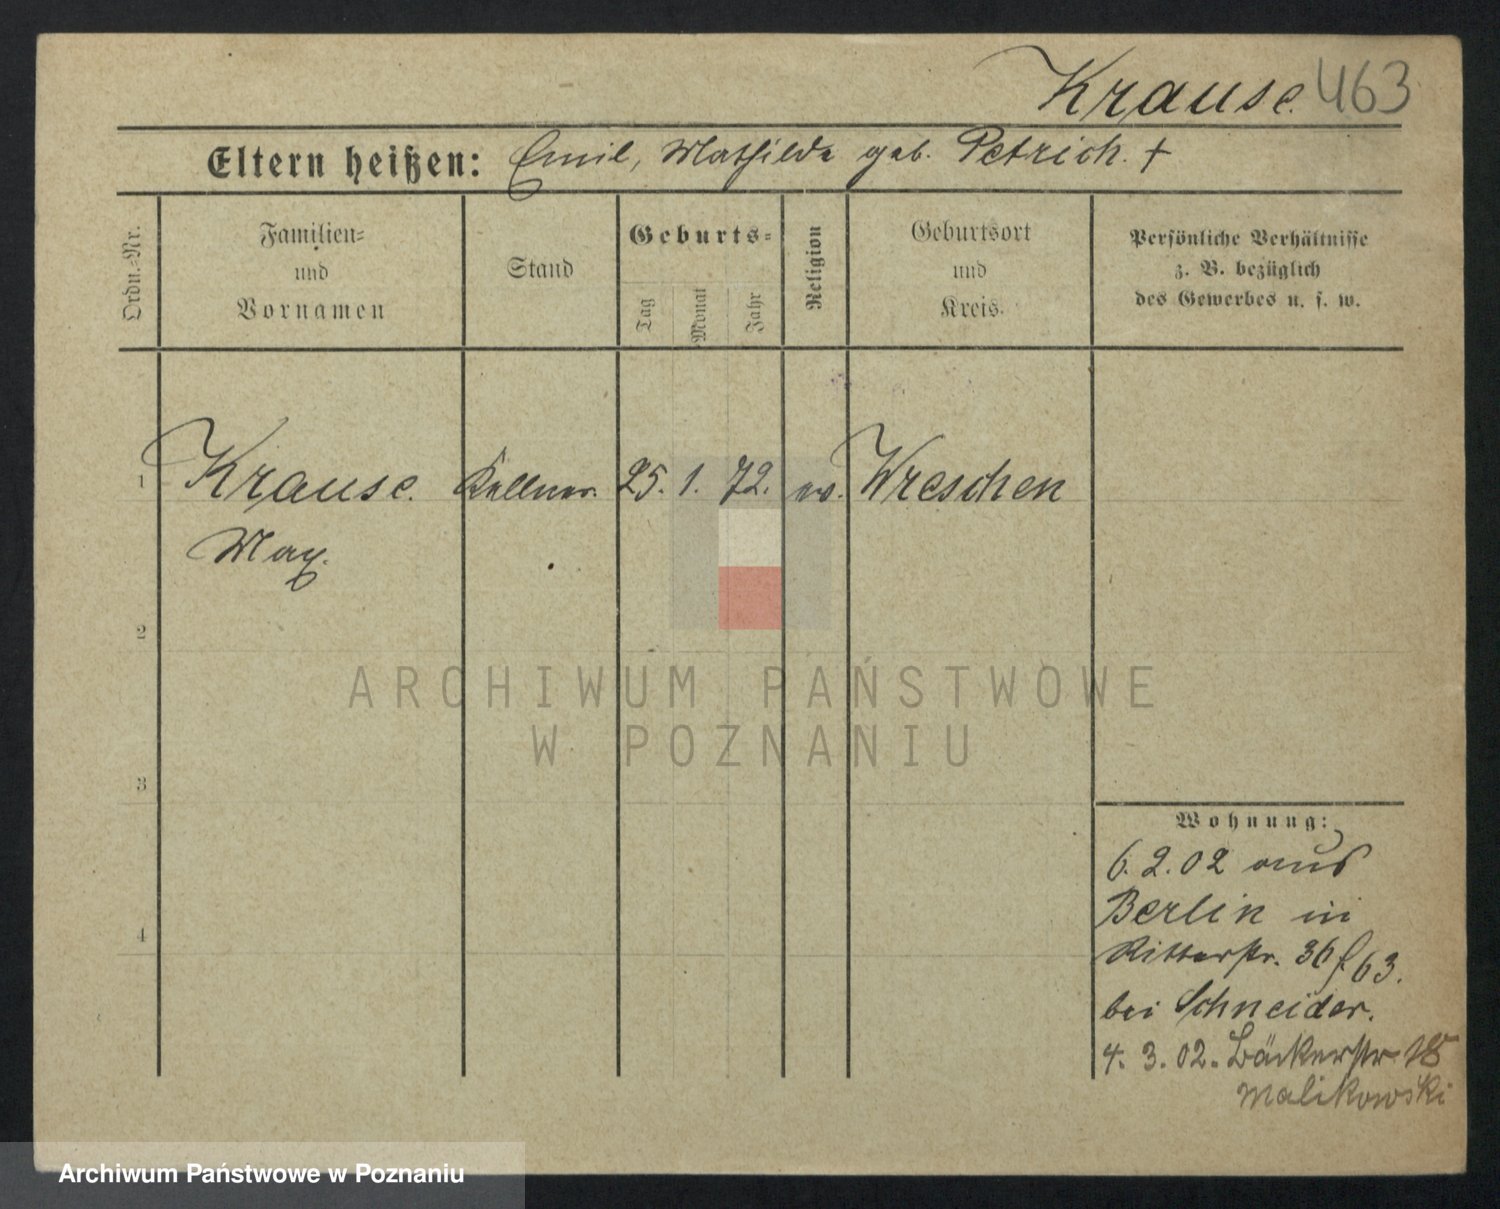 Krause. 463
Eltern heißen: Emil, Mathilde geb. Petrich. †
Ordn.-Nr.
Familien-
und
Vornamen
Stand
Geburts-
Tag
Monat
Jahr
Religion
Geburtsort
und
Kreis.
Persönliche Verhältnisse
z. B. bezüglich
des Gewerbes u. s. w.
1 Krause. Kellner. 25. 1. 72. ev. Wreschen
Max.
2
3
4
ARCHIWUM PAŃSTWOWE
W POZNANIU
Wohnung:
6. 2. 02 aus
Berlin in
Ritterstr. 36 63.
bei Schneider.
4. 3. 02. Bäckerstr 18
Malikowski
Archiwum Państwowe w Poznaniu